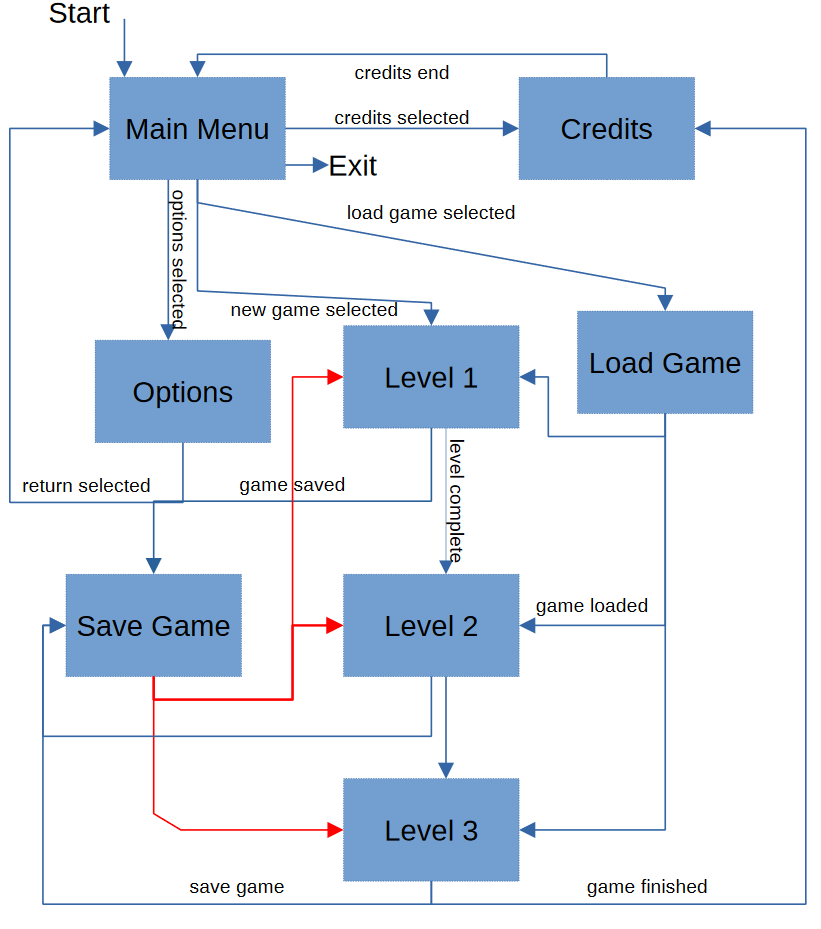 Start
credits end
Main Menu
credits selected
Credits
Exit
options selected
load game selected
new game selected
Level 1
Load Game
Options
return selected
game saved
level complete
Save Game
Level 2
game loaded
Level 3
save game
game finished